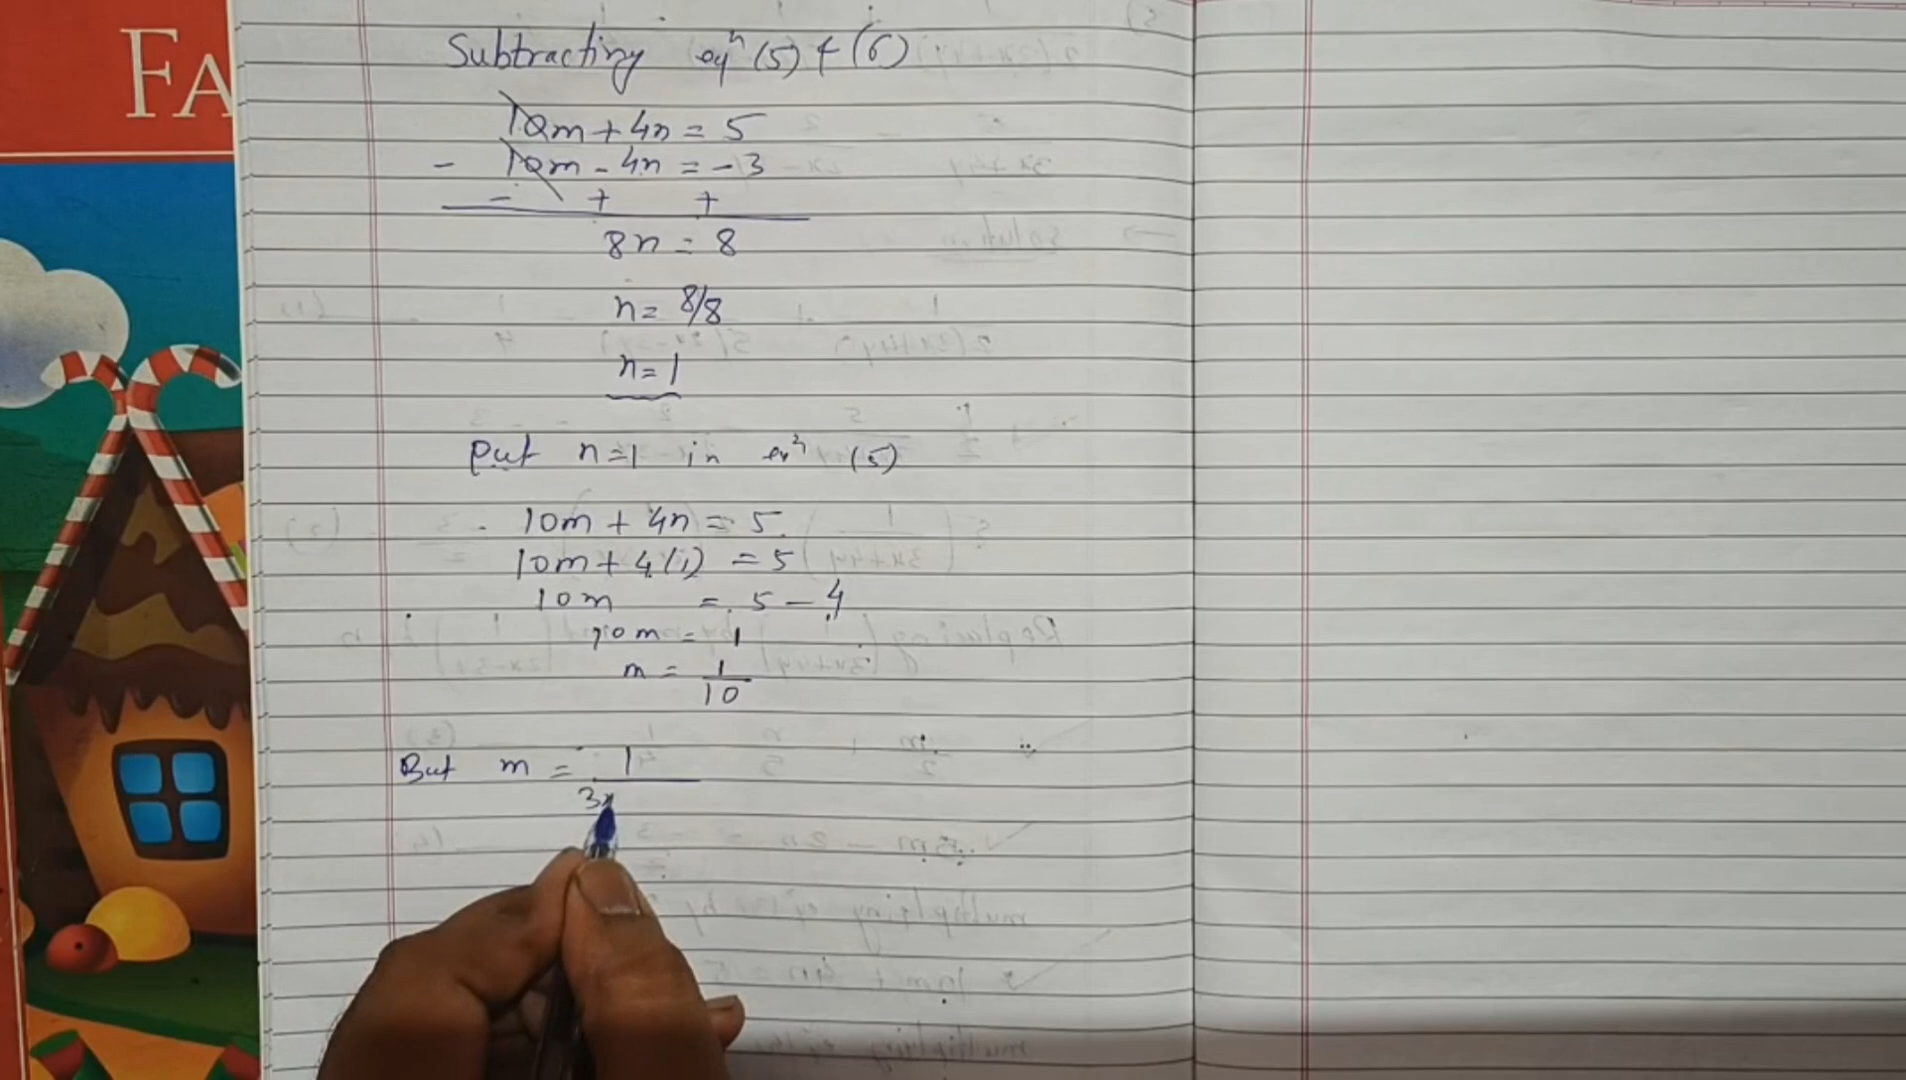 FA
Subtracting eqⁿ (5) & (6)
10m + 4n = 5
- 10m - 4n = -3
- + +
8n = 8
n = 8/8
n = 1
Put n=1 in eqⁿ (5)
10m + 4n = 5
10m + 4(1) = 5
10m = 5 - 4
10m = 1
m = 1/10
But m = 1/3x